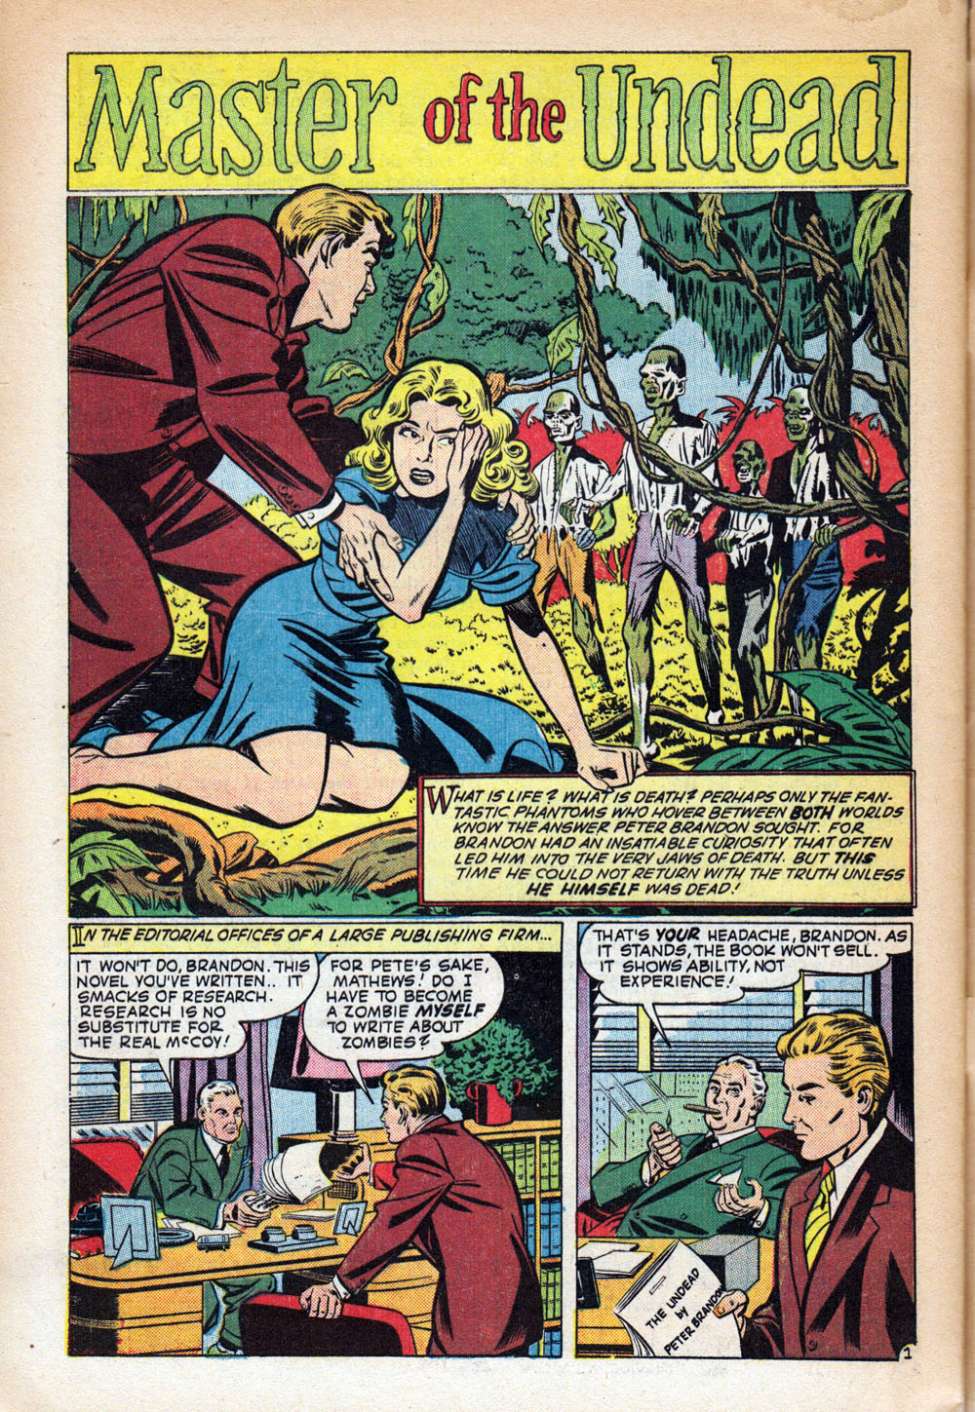 Master of the Undead
WHAT IS LIFE? WHAT IS DEATH? PERHAPS ONLY THE FAN-
TASTIC PHANTOMS WHO HOVER BETWEEN BOTH WORLDS
KNOW THE ANSWER PETER BRANDON SOUGHT. FOR
BRANDON HAD AN INSATIABLE CURIOSITY THAT OFTEN
LED HIM INTO THE VERY JAWS OF DEATH. BUT THIS
TIME HE COULD NOT RETURN WITH THE TRUTH UNLESS
HE HIMSELF WAS DEAD!
IN THE EDITORIAL OFFICES OF A LARGE PUBLISHING FIRM...
IT WON'T DO, BRANDON. THIS
NOVEL YOU'VE WRITTEN.. IT
SMACKS OF RESEARCH.
RESEARCH IS NO
SUBSTITUTE FOR
THE REAL McCOY!
FOR PETE'S SAKE,
MATHEWS! DO I
HAVE TO BECOME
A ZOMBIE MYSELF
TO WRITE ABOUT
ZOMBIES?
THAT'S YOUR HEADACHE, BRANDON. AS
IT STANDS, THE BOOK WON'T SELL.
IT SHOWS ABILITY, NOT
EXPERIENCE!
THE UNDEAD
by
PETER BRANDON
1